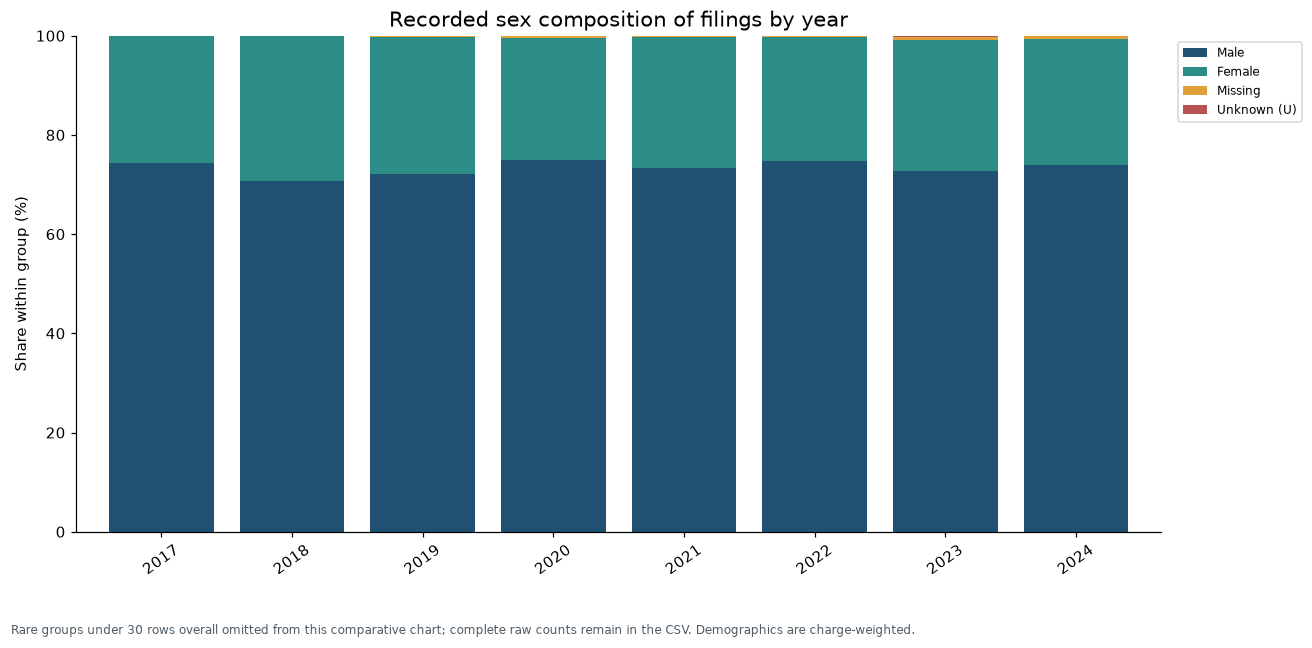 Recorded sex composition of filings by year
Share within group (%)
100
80
60
40
20
0
2017
2018
2019
2020
2021
2022
2023
2024
Male
Female
Missing
Unknown (U)
Rare groups under 30 rows overall omitted from this comparative chart; complete raw counts remain in the CSV. Demographics are charge-weighted.